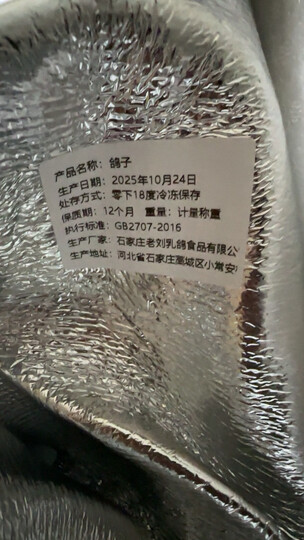 产品名称：鸽子
生产日期：2025年10月24日
处存方式：零下18度冷冻保存
保质期：12个月 重量：计量称重
执行标准：GB2707-2016
生产厂家：石家庄老刘乳鸽食品有限公
生产地址：河北省石家庄藁城区小常安